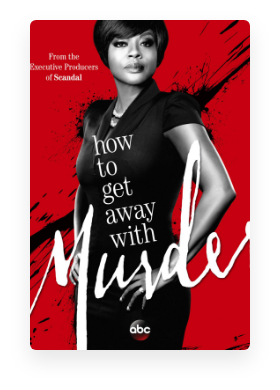 From the
Executive Producers
of Scandal
how
to
get
away
with
Murder
abc